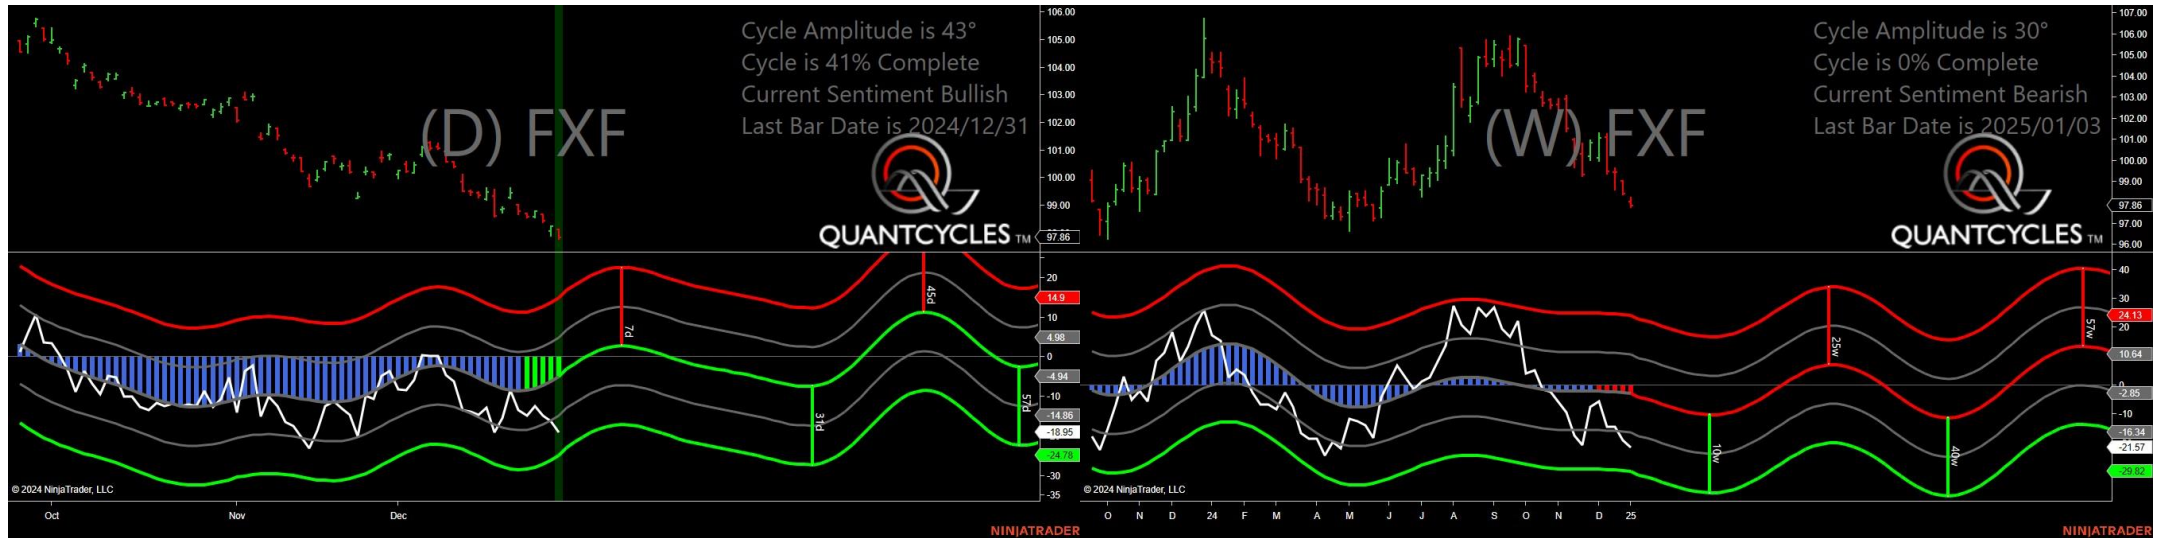 Cycle Amplitude is 43°
Cycle is 41% Complete
Current Sentiment Bullish
Last Bar Date is 2024/12/31
(D) FXF
QUANTCYCLES TM
106.00
105.00
104.00
103.00
102.00
101.00
100.00
99.00
97.86
20
14.9
10
4.98
0
-4.94
-10
-14.86
-18.95
-24.78
-30
-35
7d
31d
45d
57d
© 2024 NinjaTrader, LLC
Oct
Nov
Dec
NINJATRADER
Cycle Amplitude is 30°
Cycle is 0% Complete
Current Sentiment Bearish
Last Bar Date is 2025/01/03
(W) FXF
QUANTCYCLES TM
107.00
106.00
105.00
104.00
103.00
102.00
101.00
100.00
99.00
97.86
97.00
96.00
40
30
24.13
20
10.64
0
-2.85
-10
-16.34
-21.57
-29.82
10w
25w
40w
57w
© 2024 NinjaTrader, LLC
O N D 24 F M A M J J A S O N D 25
NINJATRADER